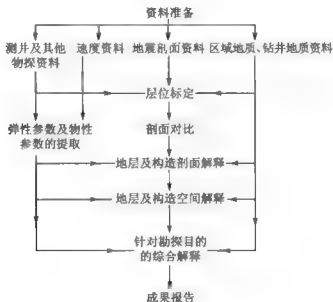 资料准备
测井及其他
物探资料
速度资料
地震剖面资料
区域地质、钻井地质资料
层位标定
弹性参数及物性
参数的提取
剖面对比
地层及构造剖面解释
地层及构造空间解释
针对勘探目的
的综合解释
成果报告